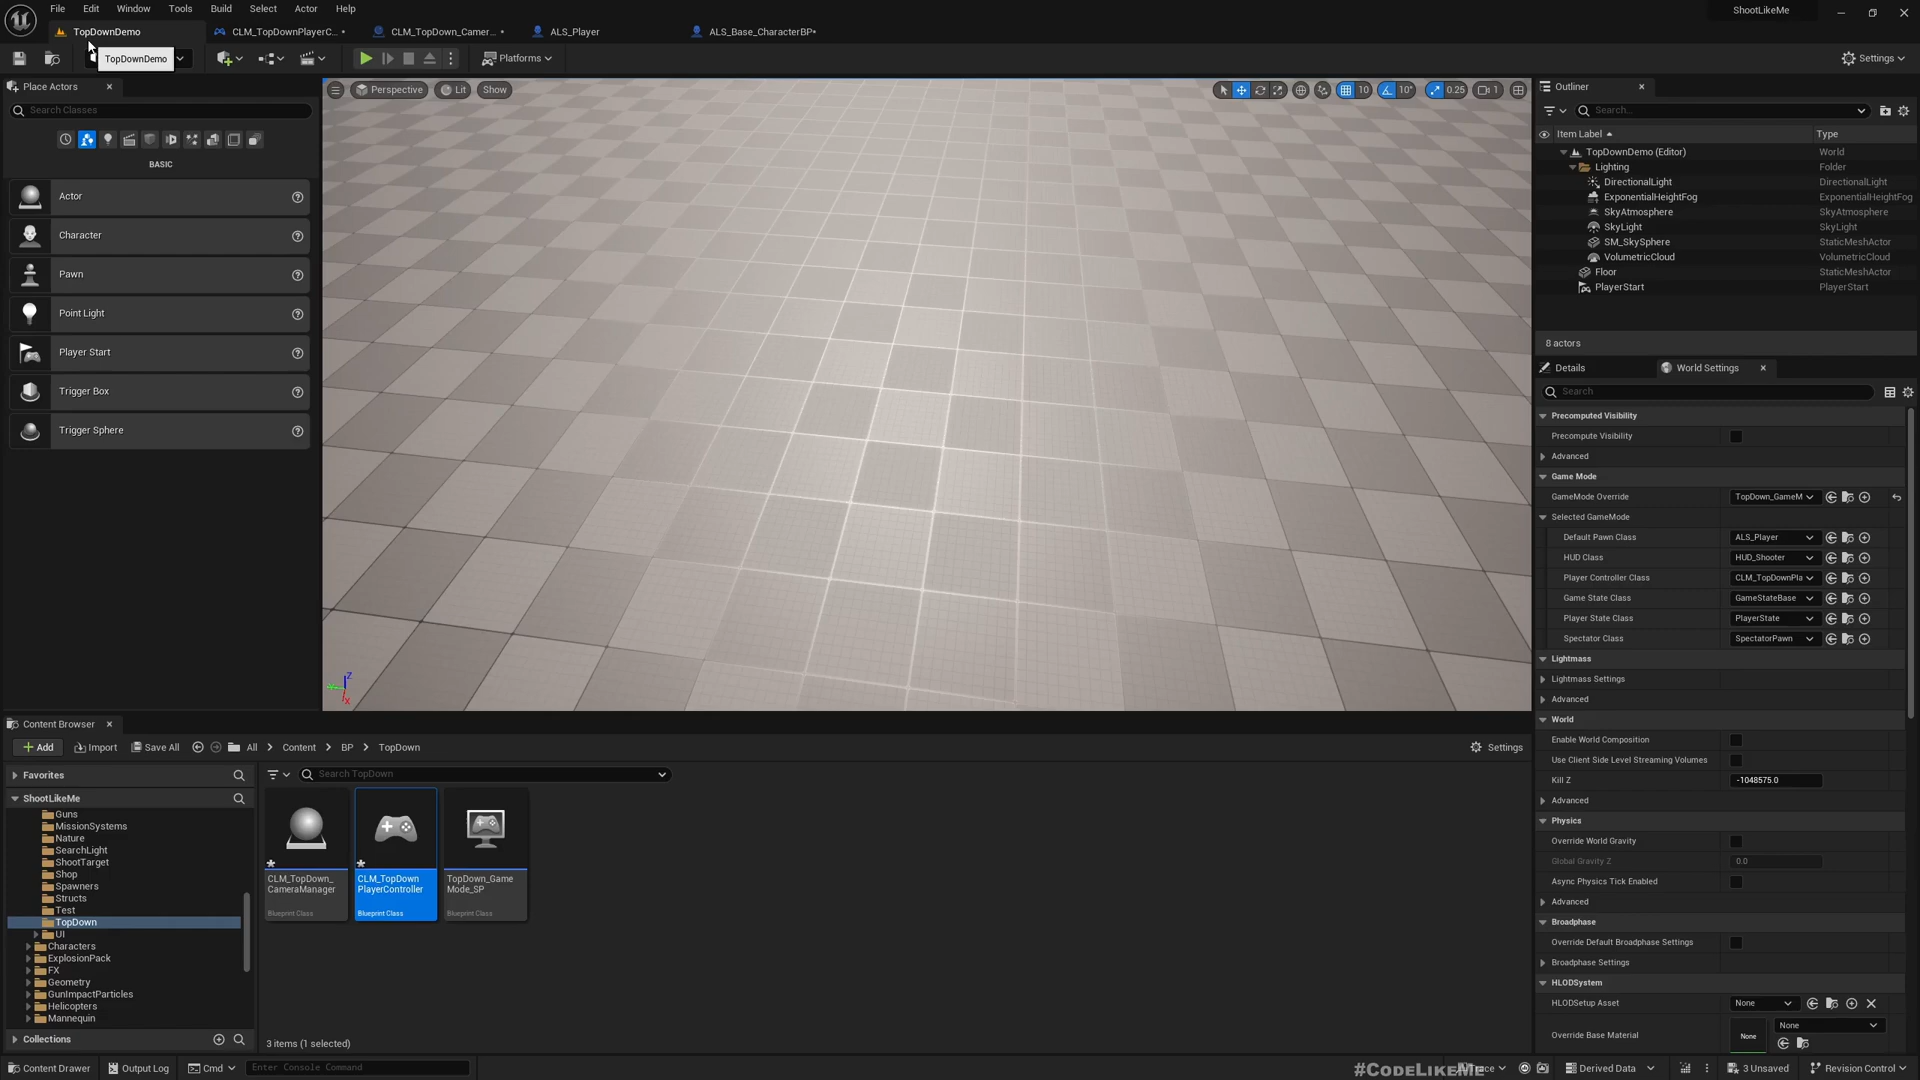 File Edit Window Tools Build Select Actor Help
ShootLikeMe
TopDownDemo
CLM_TopDownPlayerC... •
CLM_TopDown_Camer... •
ALS_Player
ALS_Base_CharacterBP•
TopDownDemo
Platforms
Settings
Place Actors
Search Classes
BASIC
Actor
Character
Pawn
Point Light
Player Start
Trigger Box
Trigger Sphere
Perspective
Lit
Show
10
10°
0.25
1
Z
X
Outliner
Search...
Item Label
Type
TopDownDemo (Editor) World
Lighting Folder
DirectionalLight DirectionalLight
ExponentialHeightFog ExponentialHeightFog
SkyAtmosphere SkyAtmosphere
SkyLight SkyLight
SM_SkySphere StaticMeshActor
VolumetricCloud VolumetricCloud
Floor StaticMeshActor
PlayerStart PlayerStart
8 actors
Details
World Settings
Search
Precomputed Visibility
Precompute Visibility
Advanced
Game Mode
GameMode Override TopDown_GameM
Selected GameMode
Default Pawn Class ALS_Player
HUD Class HUD_Shooter
Player Controller Class CLM_TopDownPla
Game State Class GameStateBase
Player State Class PlayerState
Spectator Class SpectatorPawn
Lightmass
Lightmass Settings
Advanced
World
Enable World Composition
Use Client Side Level Streaming Volumes
Kill Z -1048575.0
Advanced
Physics
Override World Gravity
Global Gravity Z 0.0
Async Physics Tick Enabled
Advanced
Broadphase
Override Default Broadphase Settings
Broadphase Settings
HLODSystem
HLODSetup Asset None
Override Base Material None None
Content Browser
Add
Import
Save All
All
Content
BP
TopDown
Settings
Favorites
ShootLikeMe
Guns
MissionSystems
Nature
SearchLight
ShootTarget
Shop
Spawners
Structs
Test
TopDown
UI
Characters
ExplosionPack
FX
Geometry
GunImpactParticles
Helicopters
Mannequin
Collections
Search TopDown
CLM_TopDown_
CameraManager
Blueprint Class
CLM_TopDown
PlayerController
Blueprint Class
TopDown_Game
Mode_SP
Blueprint Class
3 items (1 selected)
Content Drawer
Output Log
Cmd
Enter Console Command
#CodeLikeMe
Trace
Derived Data
3 Unsaved
Revision Control